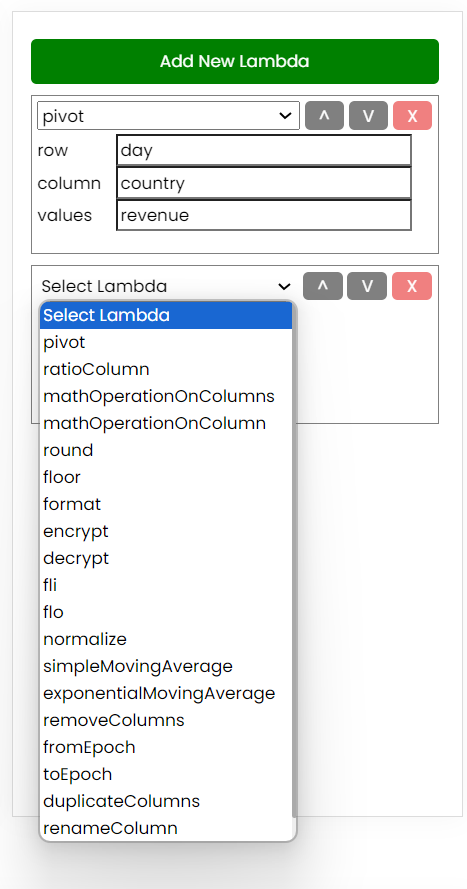 Add New Lambda
pivot ^ V X
row day
column country
values revenue
Select Lambda ^ V X
Select Lambda
pivot
ratioColumn
mathOperationOnColumns
mathOperationOnColumn
round
floor
format
encrypt
decrypt
fli
flo
normalize
simpleMovingAverage
exponentialMovingAverage
removeColumns
fromEpoch
toEpoch
duplicateColumns
renameColumn